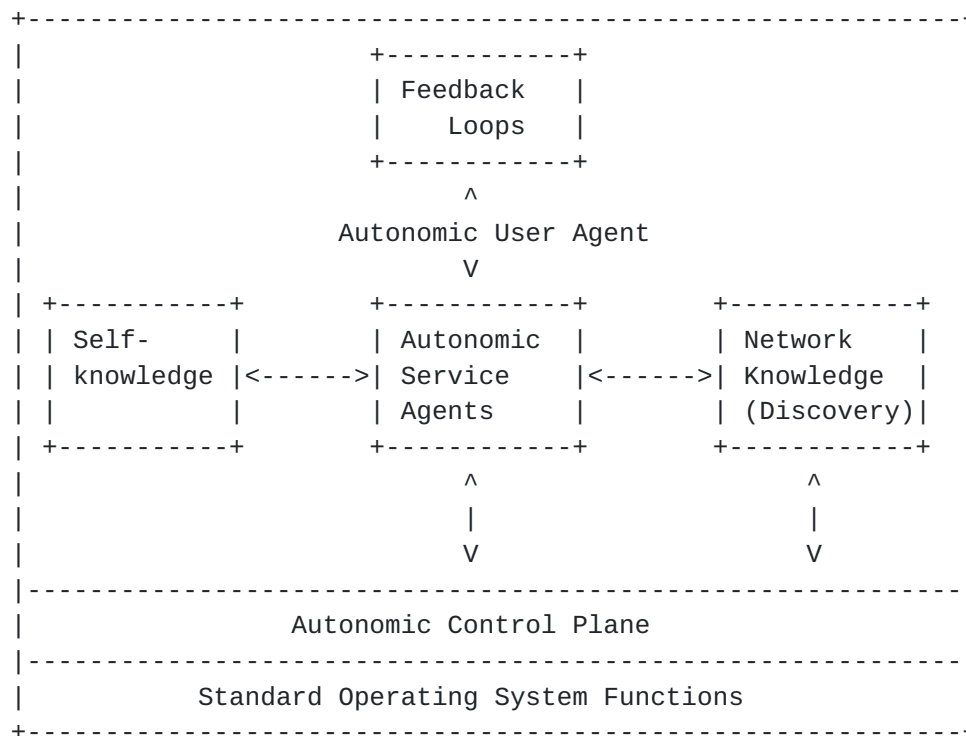 +------------------------------------------------------------
|                      +------------+
|                      | Feedback   |
|                      |    Loops   |
|                      +------------+
|                            ^
|                    Autonomic User Agent
|                            V
| +-----------+        +------------+        +------------+
| | Self-     |        | Autonomic  |        | Network    |
| | knowledge |<------>| Service    |<------>| Knowledge  |
| |           |        | Agents     |        | (Discovery)|
| +-----------+        +------------+        +------------+
|                            ^                     ^
|                            |                     |
|                            V                     V
|------------------------------------------------------------
|                 Autonomic Control Plane
|------------------------------------------------------------
|           Standard Operating System Functions
+------------------------------------------------------------